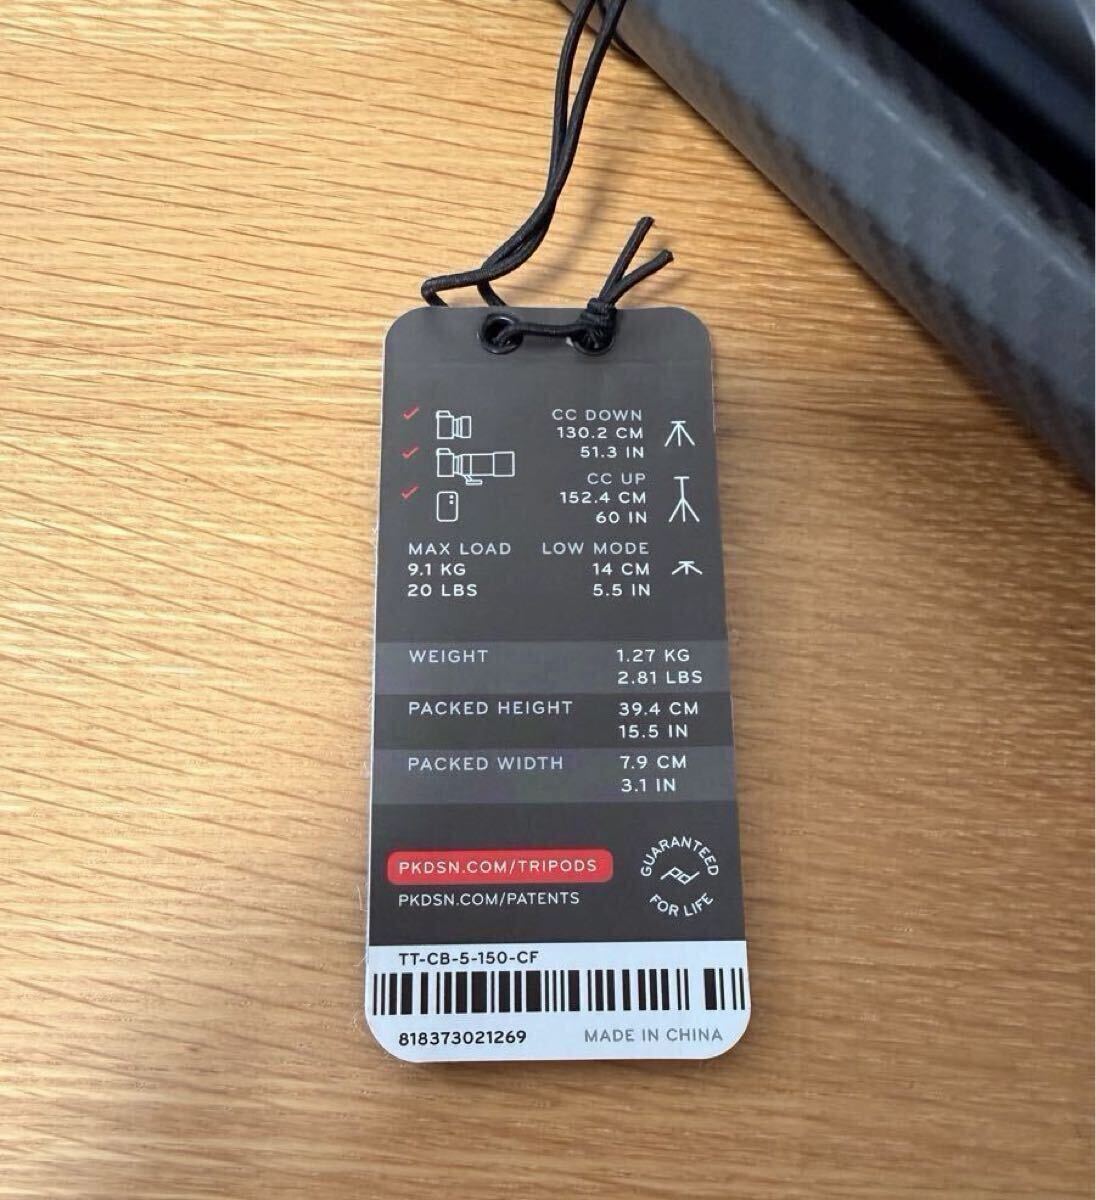 CC DOWN
130.2 CM
51.3 IN
CC UP
152.4 CM
60 IN
MAX LOAD
9.1 KG
20 LBS
LOW MODE
14 CM
5.5 IN
WEIGHT
1.27 KG
2.81 LBS
PACKED HEIGHT
39.4 CM
15.5 IN
PACKED WIDTH
7.9 CM
3.1 IN
PKDSN.COM/TRIPODS
PKDSN.COM/PATENTS
GUARANTEED
pd
FOR LIFE
TT-CB-5-150-CF
818373021269
MADE IN CHINA